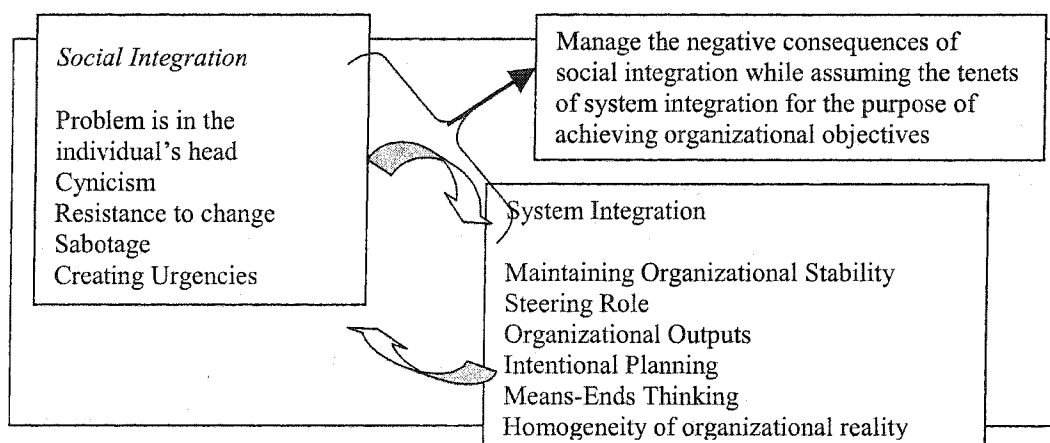 Social Integration
Problem is in the
individual's head
Cynicism
Resistance to change
Sabotage
Creating Urgencies
Manage the negative consequences of
social integration while assuming the tenets
of system integration for the purpose of
achieving organizational objectives
System Integration
Maintaining Organizational Stability
Steering Role
Organizational Outputs
Intentional Planning
Means-Ends Thinking
Homogeneity of organizational reality